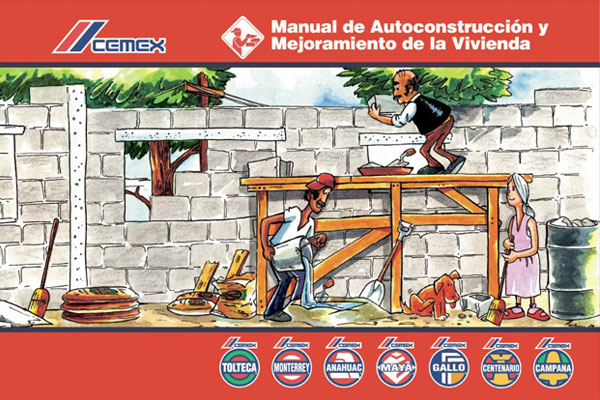 CEMEX
Manual de Autoconstrucción y
Mejoramiento de la Vivienda
CEMEX
TOLTECA
CEMEX
MONTERREY
CEMEX
ANAHUAC
CEMEX
MAYA
CEMEX
GALLO
CEMEX
CENTENARIO
CEMEX
CAMPANA